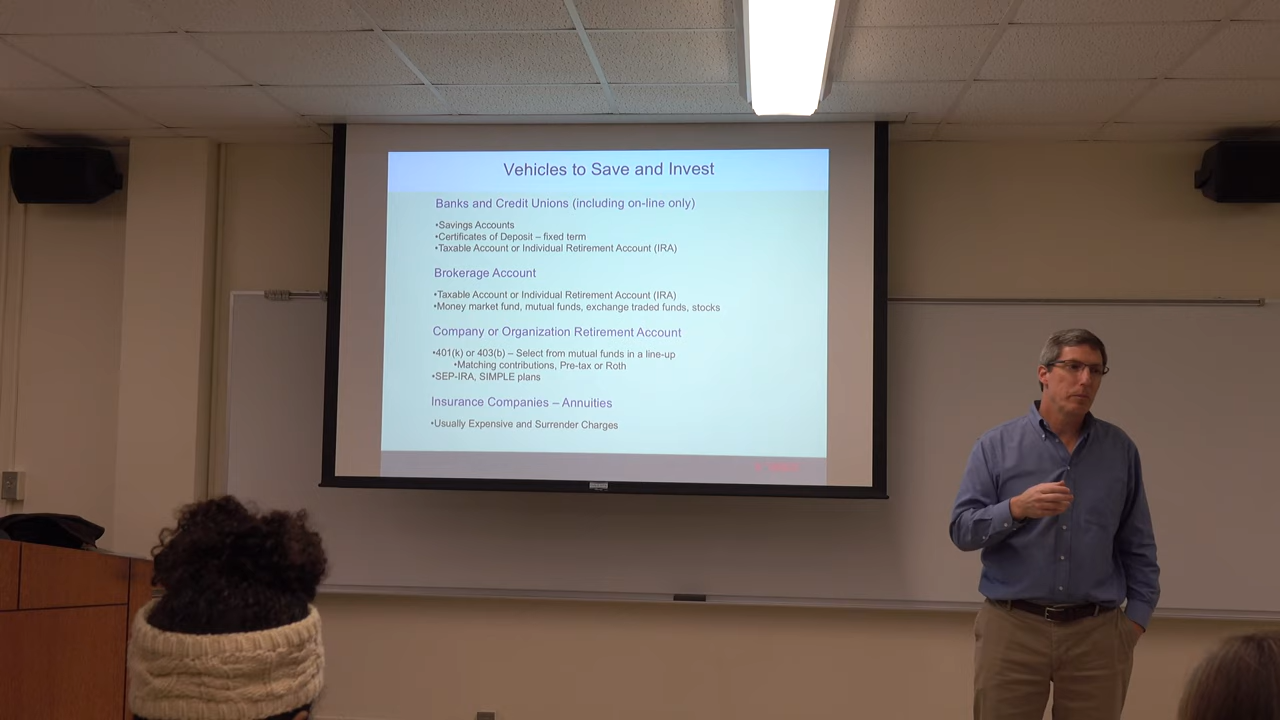 Vehicles to Save and Invest
Banks and Credit Unions (including on-line only)
•Savings Accounts
•Certificates of Deposit – fixed term
•Taxable Account or Individual Retirement Account (IRA)
Brokerage Account
•Taxable Account or Individual Retirement Account (IRA)
•Money market fund, mutual funds, exchange traded funds, stocks
Company or Organization Retirement Account
•401(k) or 403(b) – Select from mutual funds in a line-up
•Matching contributions, Pre-tax or Roth
•SEP-IRA, SIMPLE plans
Insurance Companies – Annuities
•Usually Expensive and Surrender Charges